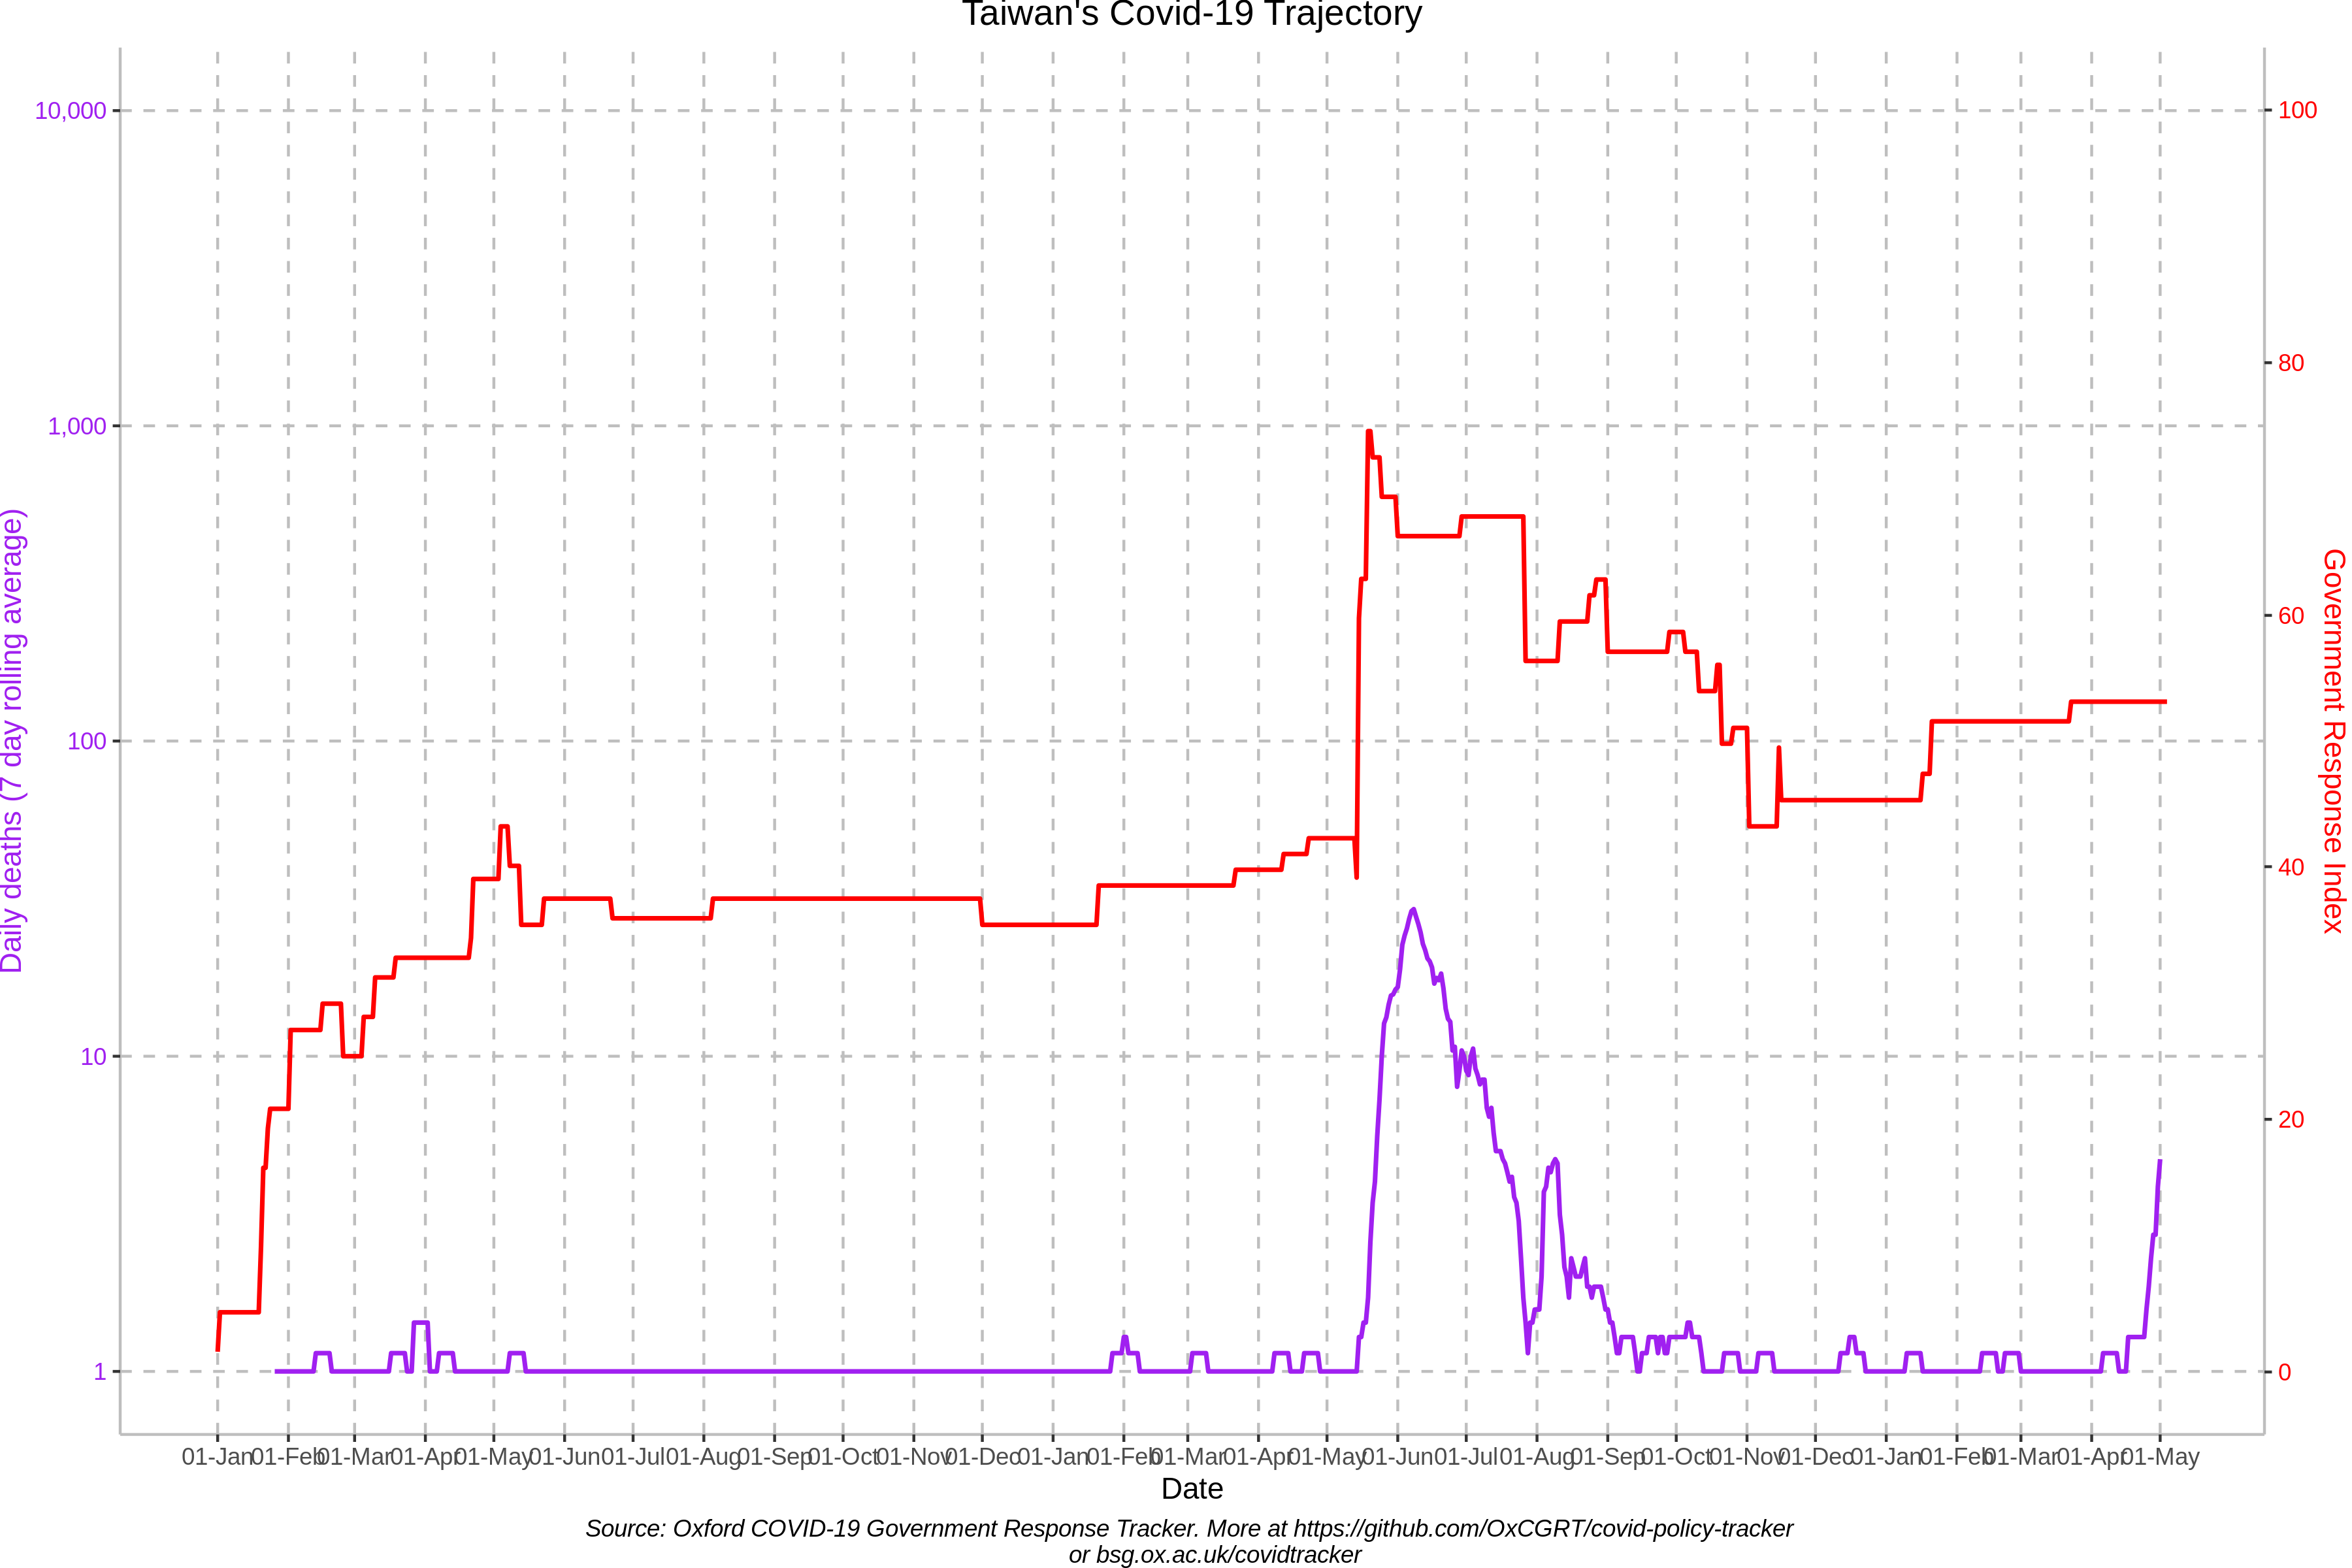 Taiwan's Covid-19 Trajectory
Daily deaths (7 day rolling average)
10,000
1,000
100
10
1
100
80
60
40
20
0
Government Response Index
01-Jan 01-Feb 01-Mar 01-Apr 01-May 01-Jun 01-Jul 01-Aug 01-Sep 01-Oct 01-Nov 01-Dec 01-Jan 01-Feb 01-Mar 01-Apr 01-May 01-Jun 01-Jul 01-Aug 01-Sep 01-Oct 01-Nov 01-Dec 01-Jan 01-Feb 01-Mar 01-Apr 01-May
Date
Source: Oxford COVID-19 Government Response Tracker. More at https://github.com/OxCGRT/covid-policy-tracker
or bsg.ox.ac.uk/covidtracker